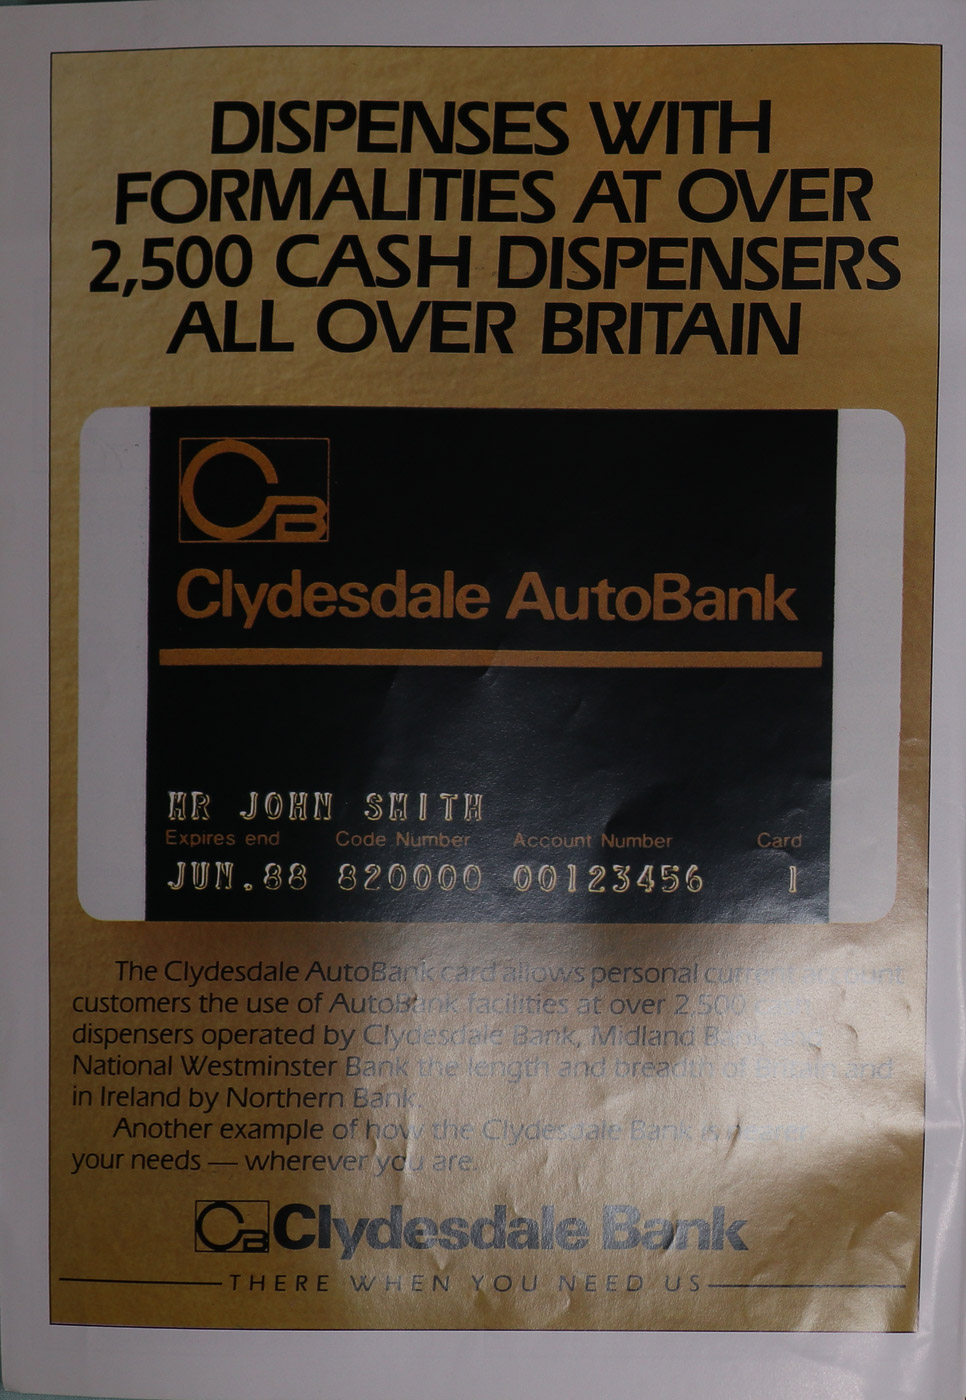 DISPENSES WITH
FORMALITIES AT OVER
2,500 CASH DISPENSERS
ALL OVER BRITAIN
CB
Clydesdale AutoBank
MR JOHN SMITH
Expires end Code Number Account Number Card
JUN.88 820000 00123456 1
The Clydesdale AutoBank card allows personal current account
customers the use of AutoBank facilities at over 2,500 cash
dispensers operated by Clydesdale Bank, Midland Bank
National Westminster Bank the length and breadth of Britain and
in Ireland by Northern Bank.
Another example of how the Clydesdale Bank is
your needs — wherever you are.
CB Clydesdale Bank
THERE WHEN YOU NEED US